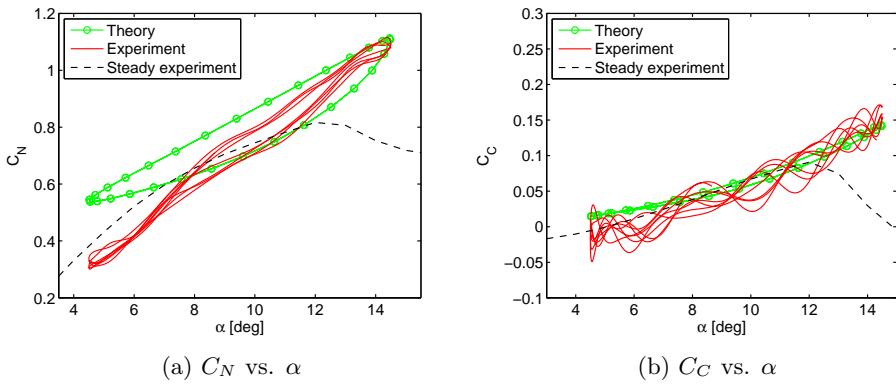 1.2
1
0.8
0.6
0.4
0.2
C_N
Theory
Experiment
Steady experiment
4 6 8 10 12 14
α [deg]
(a) C_N vs. α
0.3
0.25
0.2
0.15
0.1
0.05
0
−0.05
−0.1
C_C
Theory
Experiment
Steady experiment
4 6 8 10 12 14
α [deg]
(b) C_C vs. α